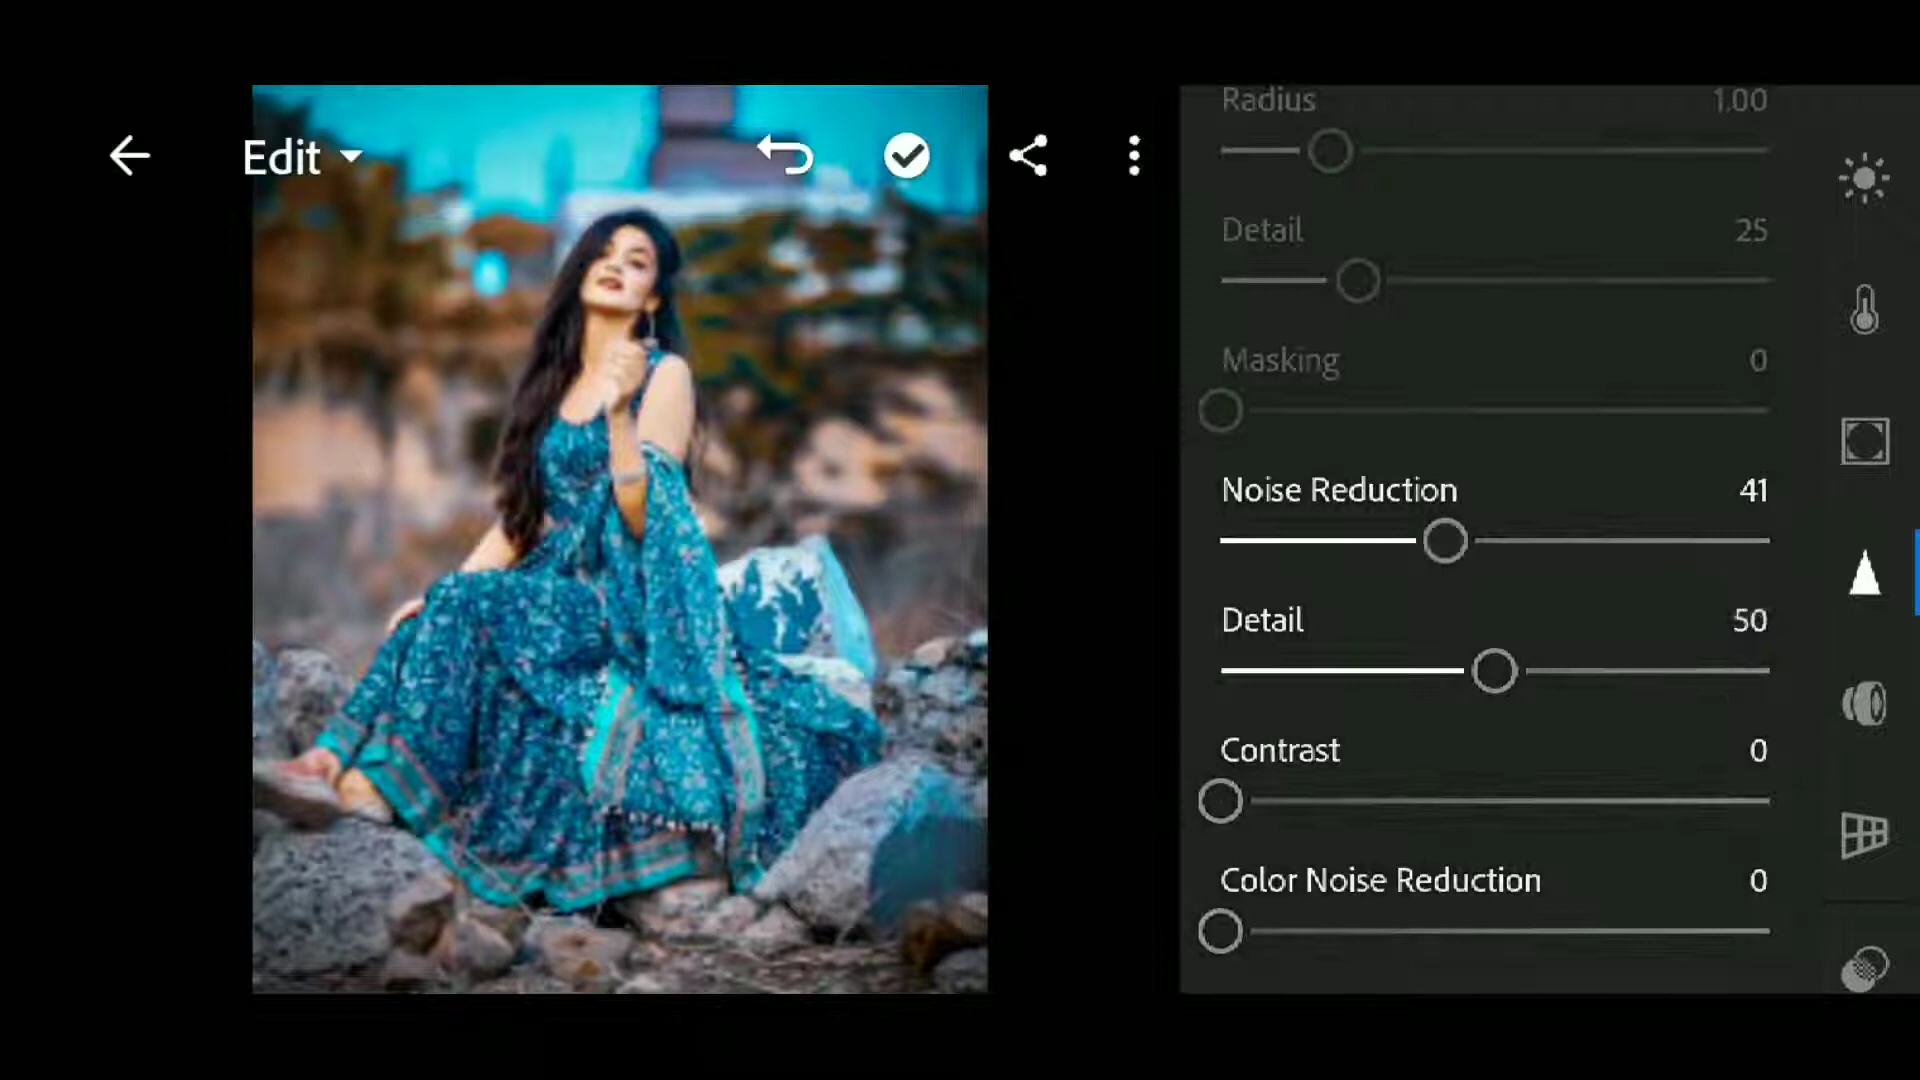 Edit
Radius 1.00
Detail 25
Masking 0
Noise Reduction 41
Detail 50
Contrast 0
Color Noise Reduction 0